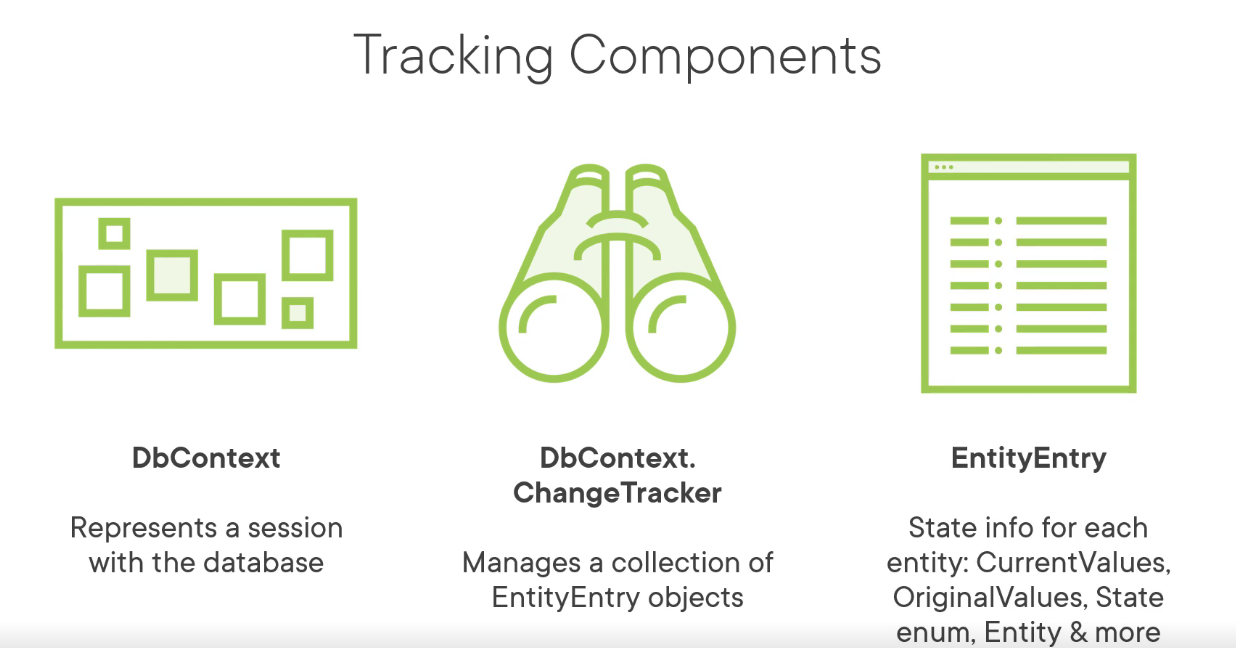 Tracking Components
DbContext
Represents a session
with the database
DbContext.
ChangeTracker
Manages a collection of
EntityEntry objects
EntityEntry
State info for each
entity: CurrentValues,
OriginalValues, State
enum, Entity & more